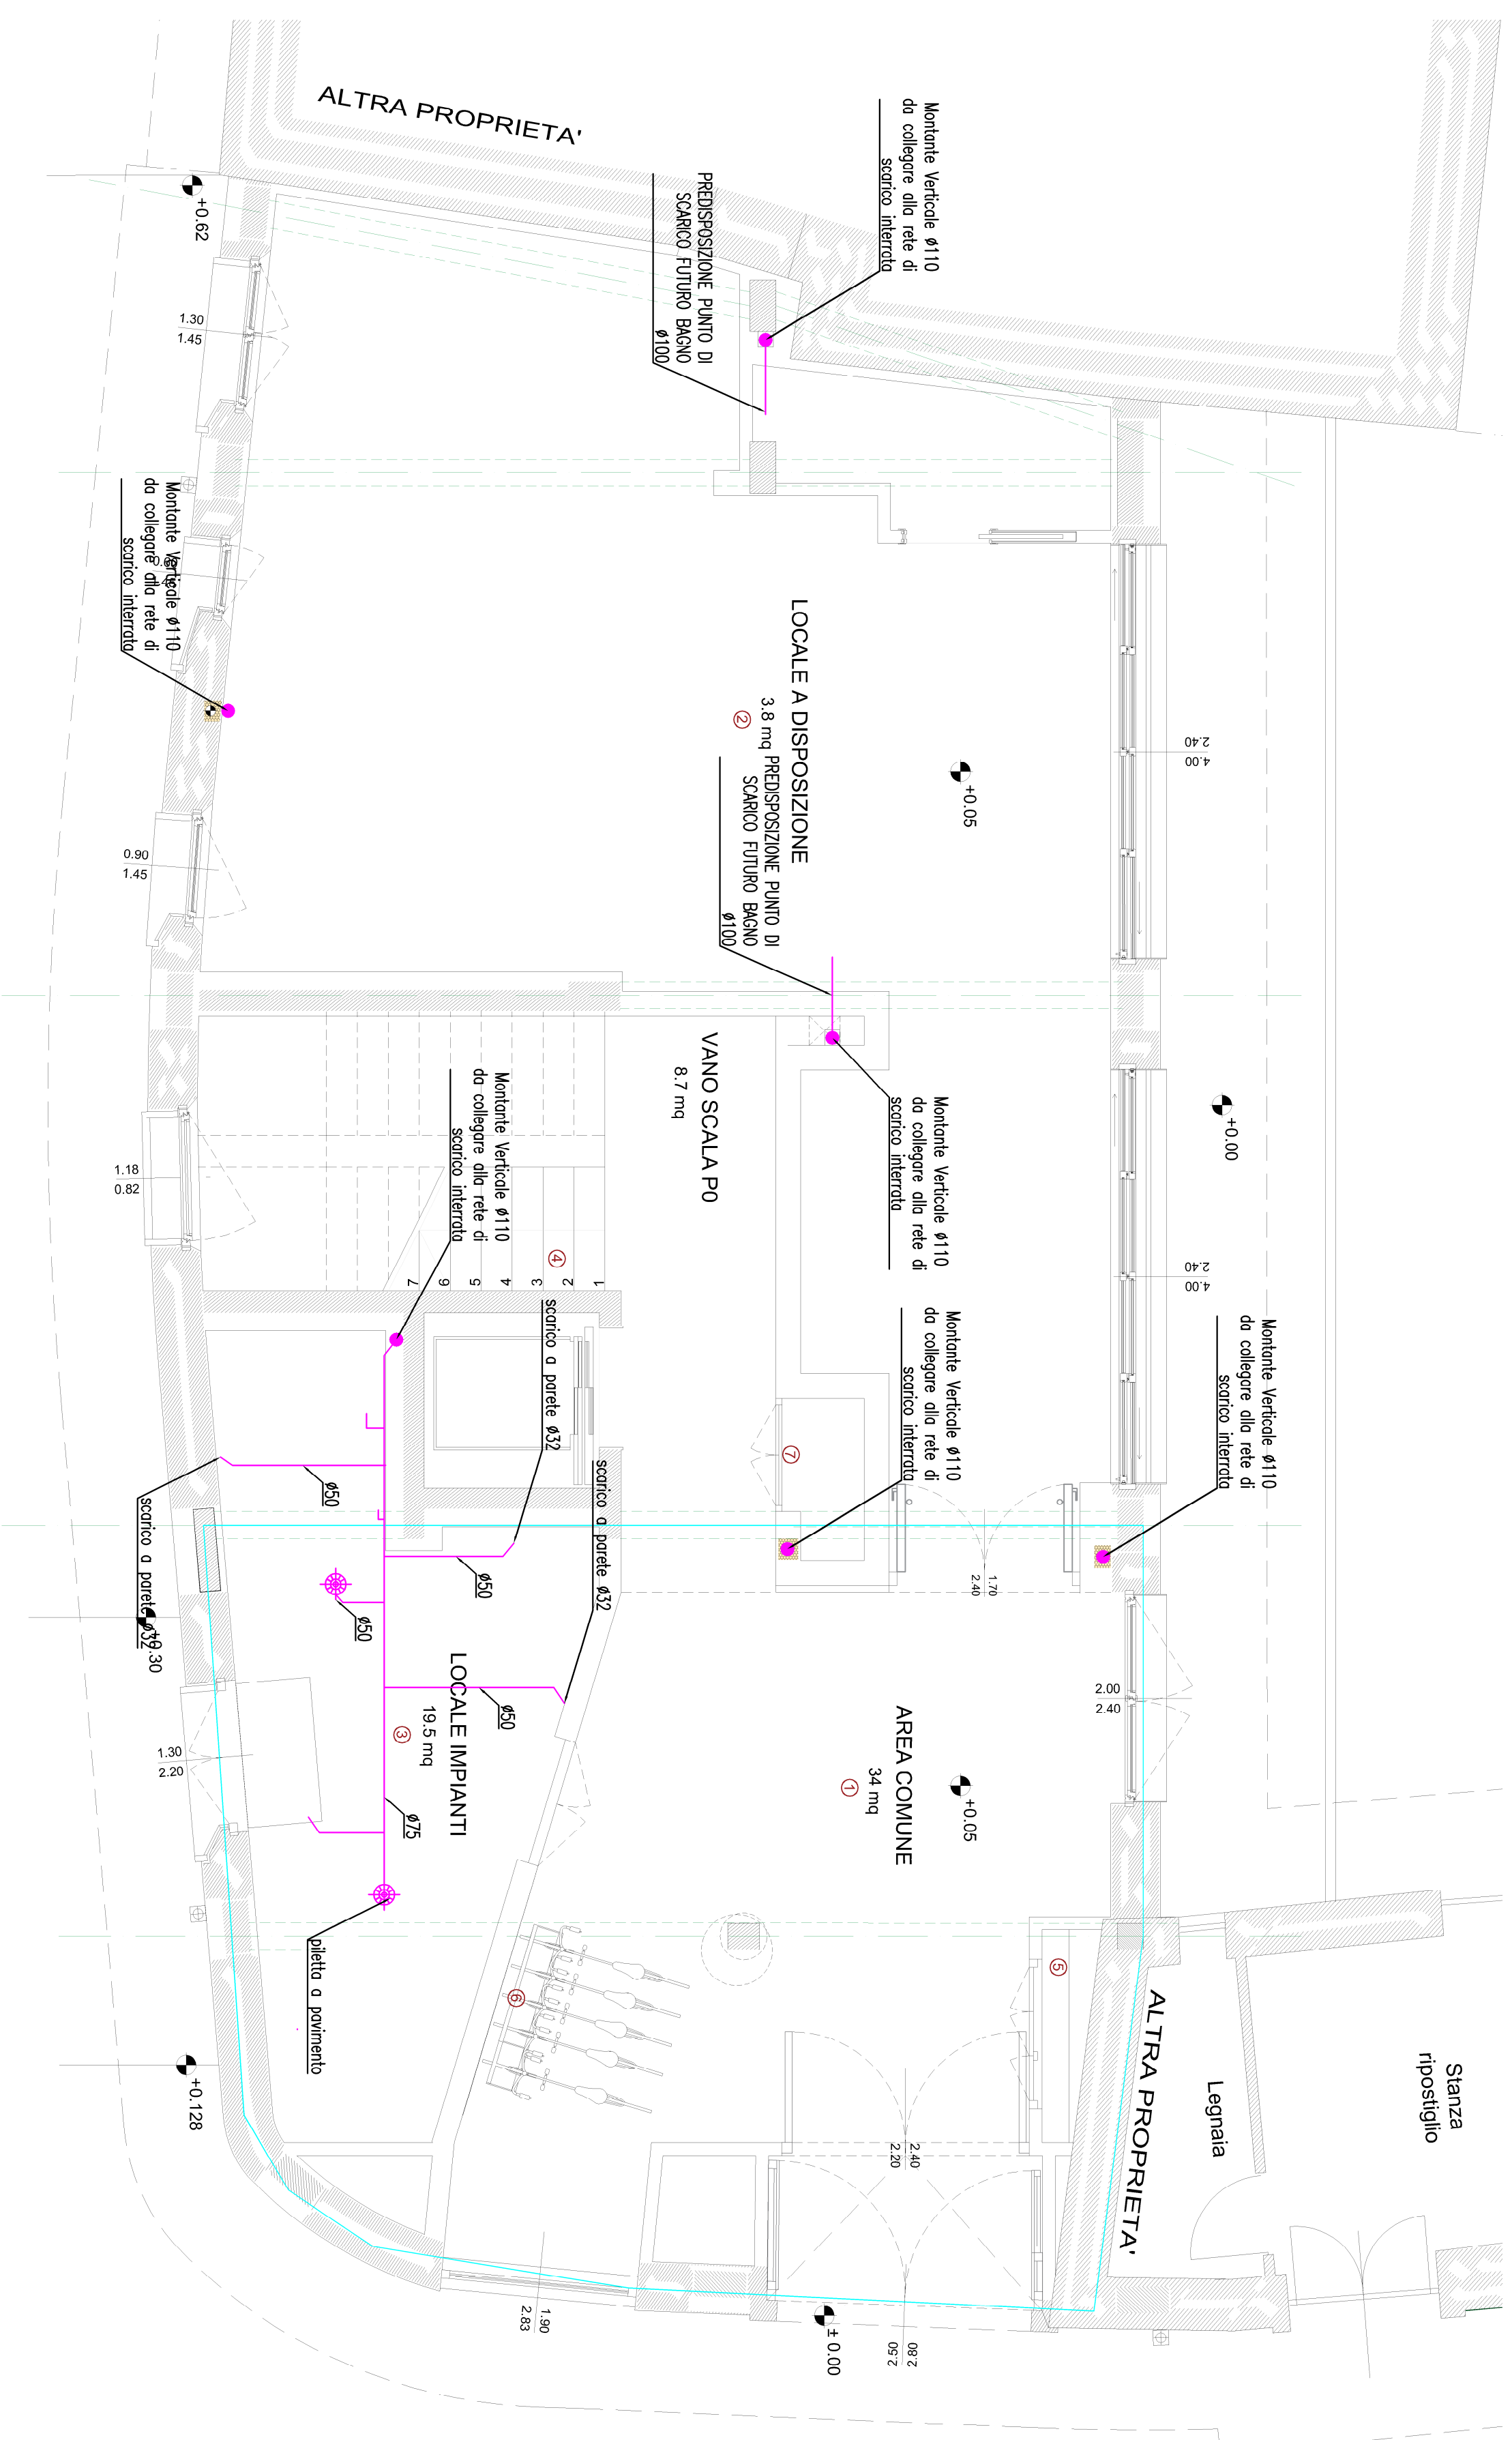 ALTRA PROPRIETA'
Montante Verticale ø110
da collegare alla rete di
scarico interrata
PREDISPOSIZIONE PUNTO DI
SCARICO FUTURO BAGNO
ø100
+0.62
1.30
1.45
Montante Verticale ø110
da collegare alla rete di
scarico interrata
LOCALE A DISPOSIZIONE
3.8 mq
2
PREDISPOSIZIONE PUNTO DI
SCARICO FUTURO BAGNO
ø100
+0.05
2.40
4.00
0.90
1.45
+0.00
VANO SCALA P0
8.7 mq
Montante Verticale ø110
da collegare alla rete di
scarico interrata
Montante Verticale ø110
da collegare alla rete di
scarico interrata
1.18
0.82
4
1
2
3
4
5
6
7
2.40
4.00
Montante Verticale ø110
da collegare alla rete di
scarico interrata
Montante Verticale ø110
da collegare alla rete di
scarico interrata
scarico a parete Ø32
scarico a parete Ø32
scarico a parete Ø32
ø50
ø50
ø50
ø50
7
1.70
2.40
2.00
2.40
LOCALE IMPIANTI
19.5 mq
3
ø75
AREA COMUNE
34 mq
1
+0.05
1.30
2.20
piletta a pavimento
6
5
ALTRA PROPRIETA'
Legnaia
Stanza
ripostiglio
+0.128
2.40
2.20
1.90
2.83
± 0.00
2.80
2.50